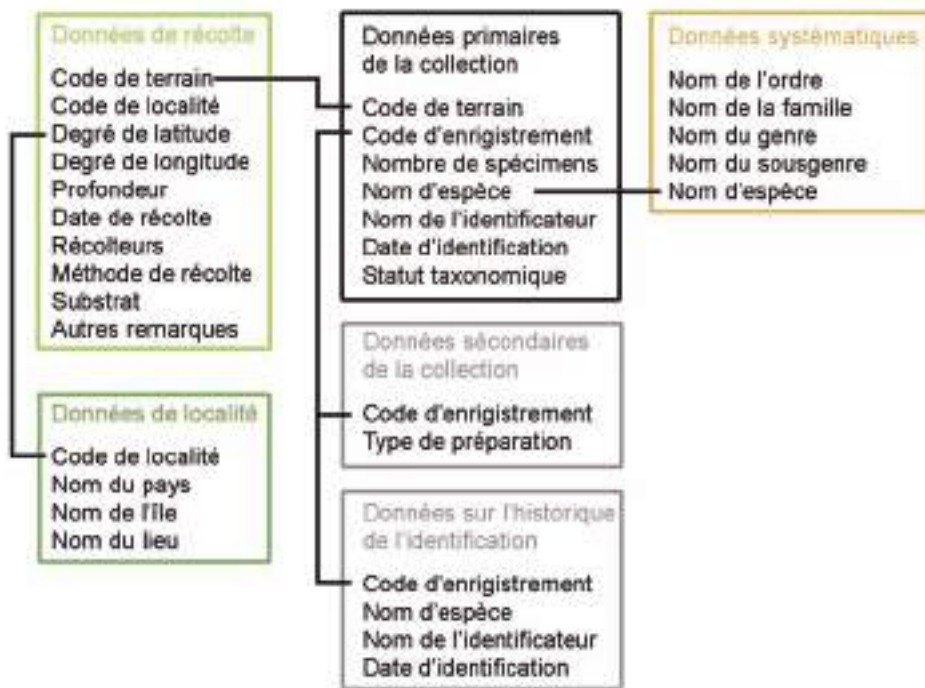 Données de récolte
Code de terrain
Code de localité
Degré de latitude
Degré de longitude
Profondeur
Date de récolte
Récolteurs
Méthode de récolte
Substrat
Autres remarques
Données de localité
Code de localité
Nom du pays
Nom de l'île
Nom du lieu
Données primaires
de la collection
Code de terrain
Code d'enrigistrement
Nombre de spécimens
Nom d'espèce
Nom de l'identificateur
Date d'identification
Statut taxonomique
Données sécondaires
de la collection
Code d'enrigistrement
Type de préparation
Données sur l'historique
de l'identification
Code d'enrigistrement
Nom d'espèce
Nom de l'identificateur
Date d'identification
Données systématiques
Nom de l'ordre
Nom de la famille
Nom du genre
Nom du sousgenre
Nom d'espèce